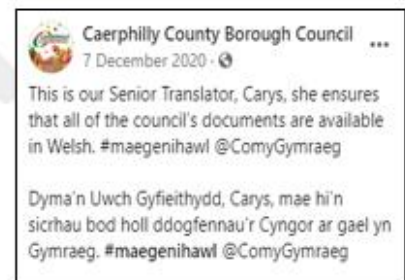 Caerphilly County Borough Council
7 December 2020 ·
This is our Senior Translator, Carys, she ensures
that all of the council's documents are available
in Welsh. #maegenihawl @ComyGymraeg
Dyma'n Uwch Gyfieithydd, Carys, mae hi'n
sicrhau bod holl ddogfennau'r Cyngor ar gael yn
Gymraeg. #maegenihawl @ComyGymraeg